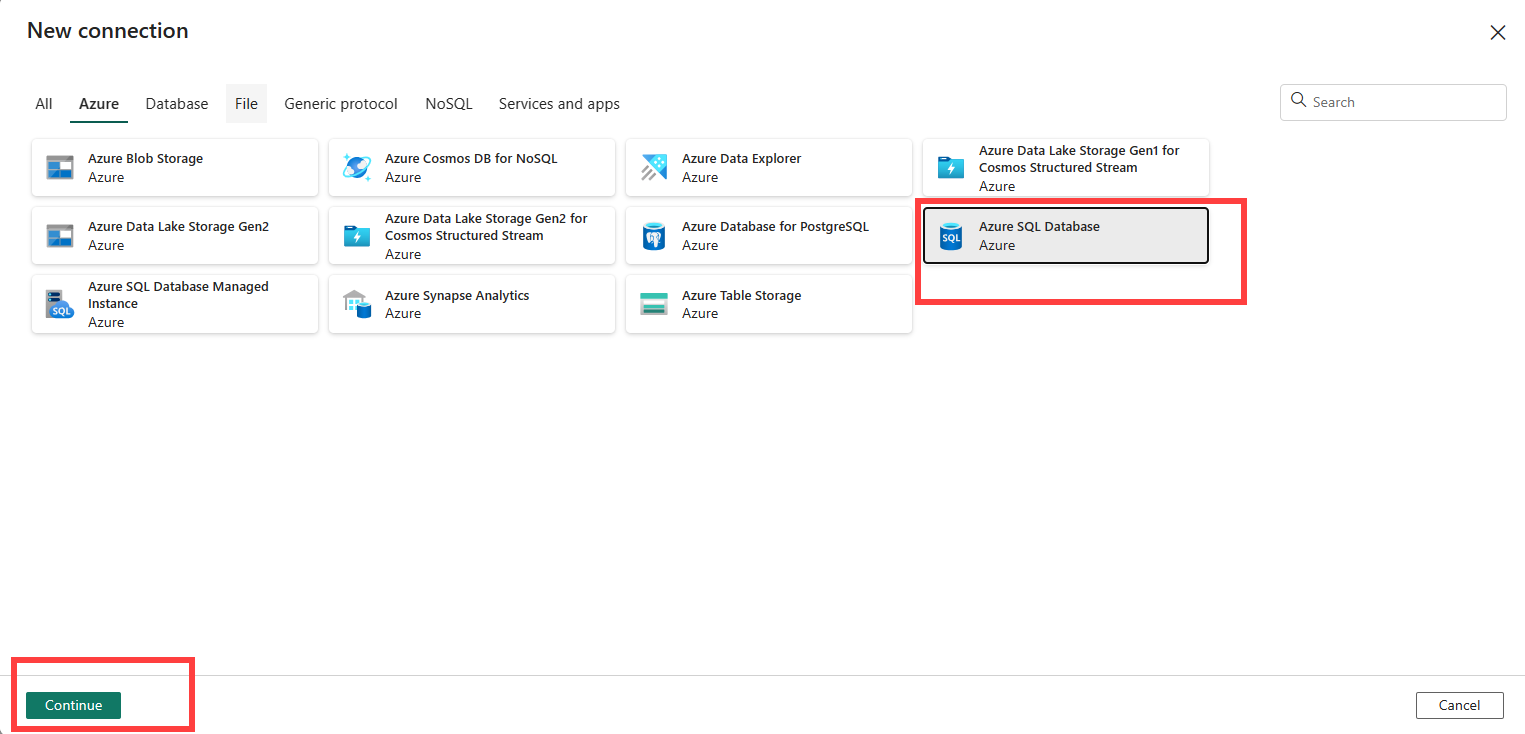 New connection
All
Azure
Database
File
Generic protocol
NoSQL
Services and apps
Search
Azure Blob Storage
Azure
Azure Cosmos DB for NoSQL
Azure
Azure Data Explorer
Azure
Azure Data Lake Storage Gen1 for
Cosmos Structured Stream
Azure
Azure Data Lake Storage Gen2
Azure
Azure Data Lake Storage Gen2 for
Cosmos Structured Stream
Azure
Azure Database for PostgreSQL
Azure
SQL
Azure SQL Database
Azure
SQL
Azure SQL Database Managed
Instance
Azure
Azure Synapse Analytics
Azure
Azure Table Storage
Azure
Continue
Cancel